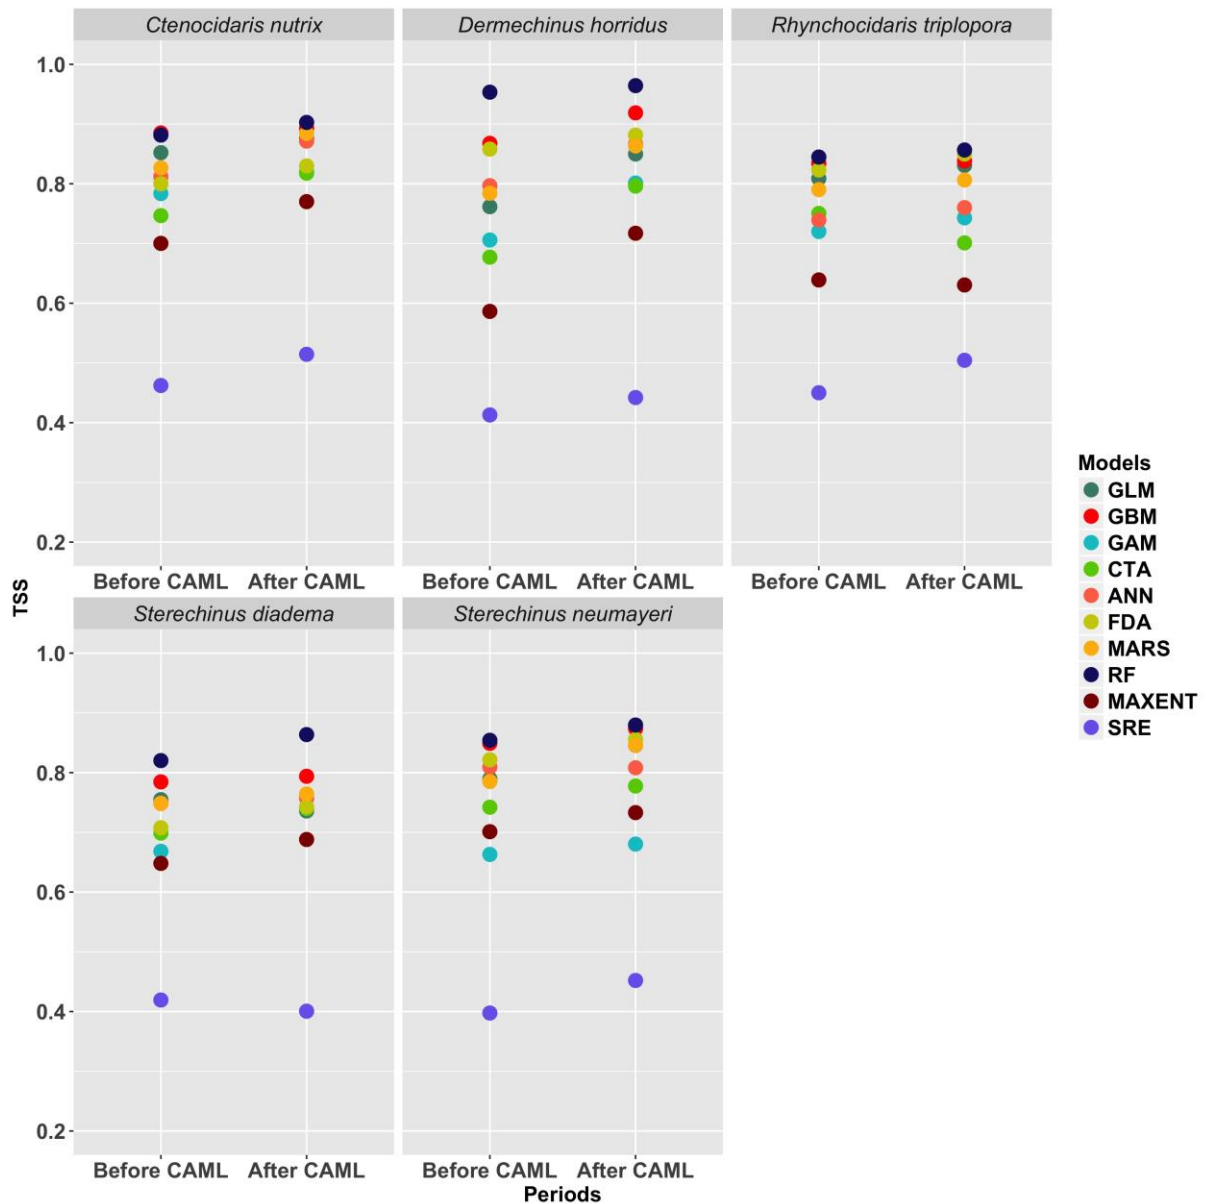 Ctenocidaris nutrix Dermechinus horridus Rhynchocidaris triplopora
1.0
0.8
0.6
0.4
0.2
Before CAML After CAML Before CAML After CAML Before CAML After CAML
TSS
Sterechinus diadema Sterechinus neumayeri
1.0
0.8
0.6
0.4
0.2
Before CAML After CAML Before CAML After CAML
Periods
Models
GLM
GBM
GAM
CTA
ANN
FDA
MARS
RF
MAXENT
SRE